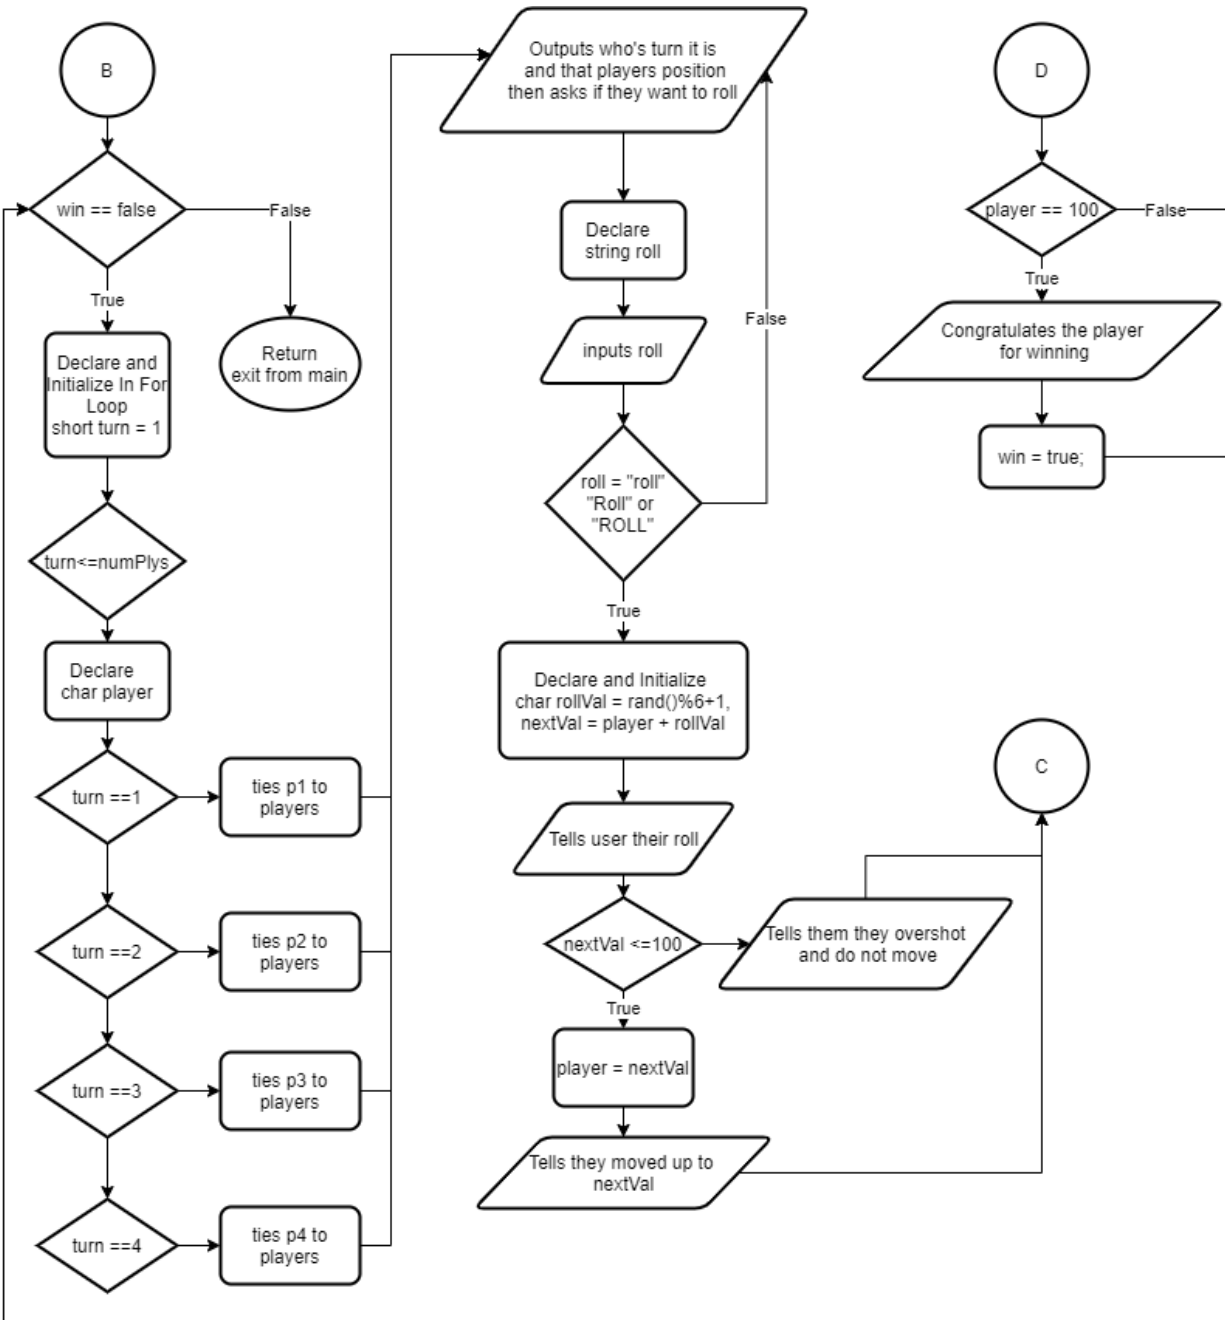 B
win == false
False
True
Return
exit from main
Declare and
Initialize In For
Loop
short turn = 1
turn<=numPlys
Declare
char player
turn ==1
ties p1 to
players
turn ==2
ties p2 to
players
turn ==3
ties p3 to
players
turn ==4
ties p4 to
players
Outputs who's turn it is
and that players position
then asks if they want to roll
Declare
string roll
inputs roll
False
roll = "roll"
"Roll" or
"ROLL"
True
Declare and Initialize
char rollVal = rand()%6+1,
nextVal = player + rollVal
Tells user their roll
nextVal <=100
Tells them they overshot
and do not move
True
player = nextVal
Tells they moved up to
nextVal
D
player == 100
False
True
Congratulates the player
for winning
win = true;
C